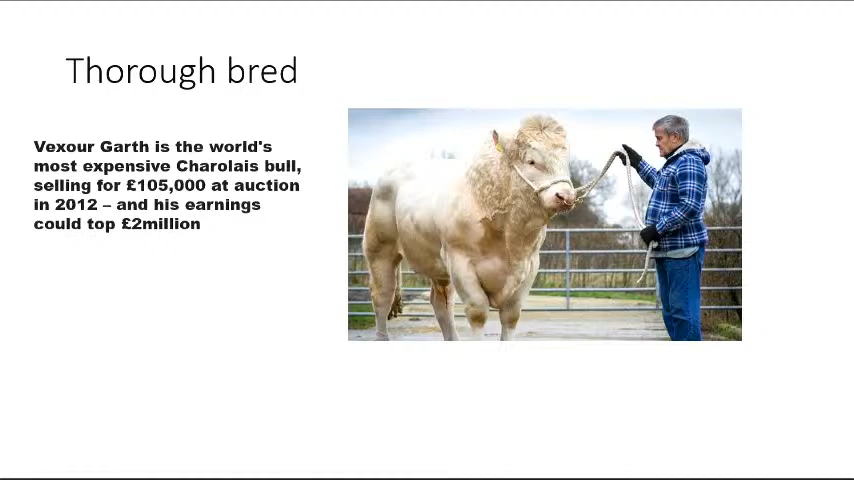 Thorough bred
Vexour Garth is the world's
most expensive Charolais bull,
selling for £105,000 at auction
in 2012 – and his earnings
could top £2million